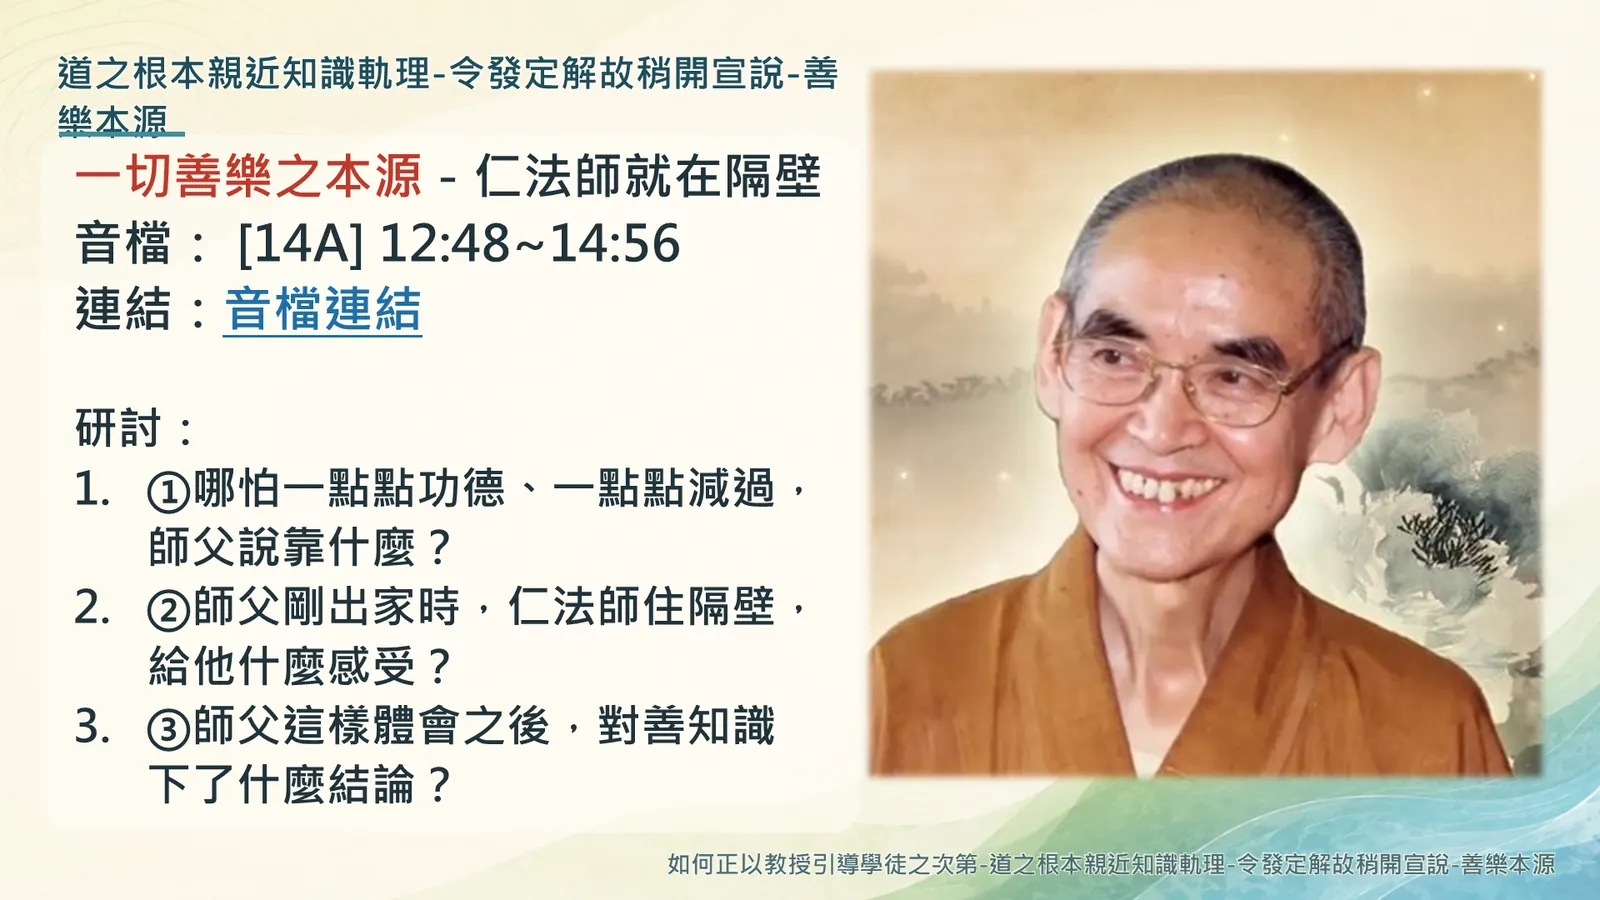 道之根本親近知識軌理-令發定解故稍開宣說-善
樂本源
一切善樂之本源 - 仁法師就在隔壁
音檔： [14A] 12:48~14:56
連結：音檔連結
研討：
1. ①哪怕一點點功德、一點點減過，
師父說靠什麼？
2. ②師父剛出家時，仁法師住隔壁，
給他什麼感受？
3. ③師父這樣體會之後，對善知識
下了什麼結論？
如何正以教授引導學徒之次第-道之根本親近知識軌理-令發定解故稍開宣說-善樂本源